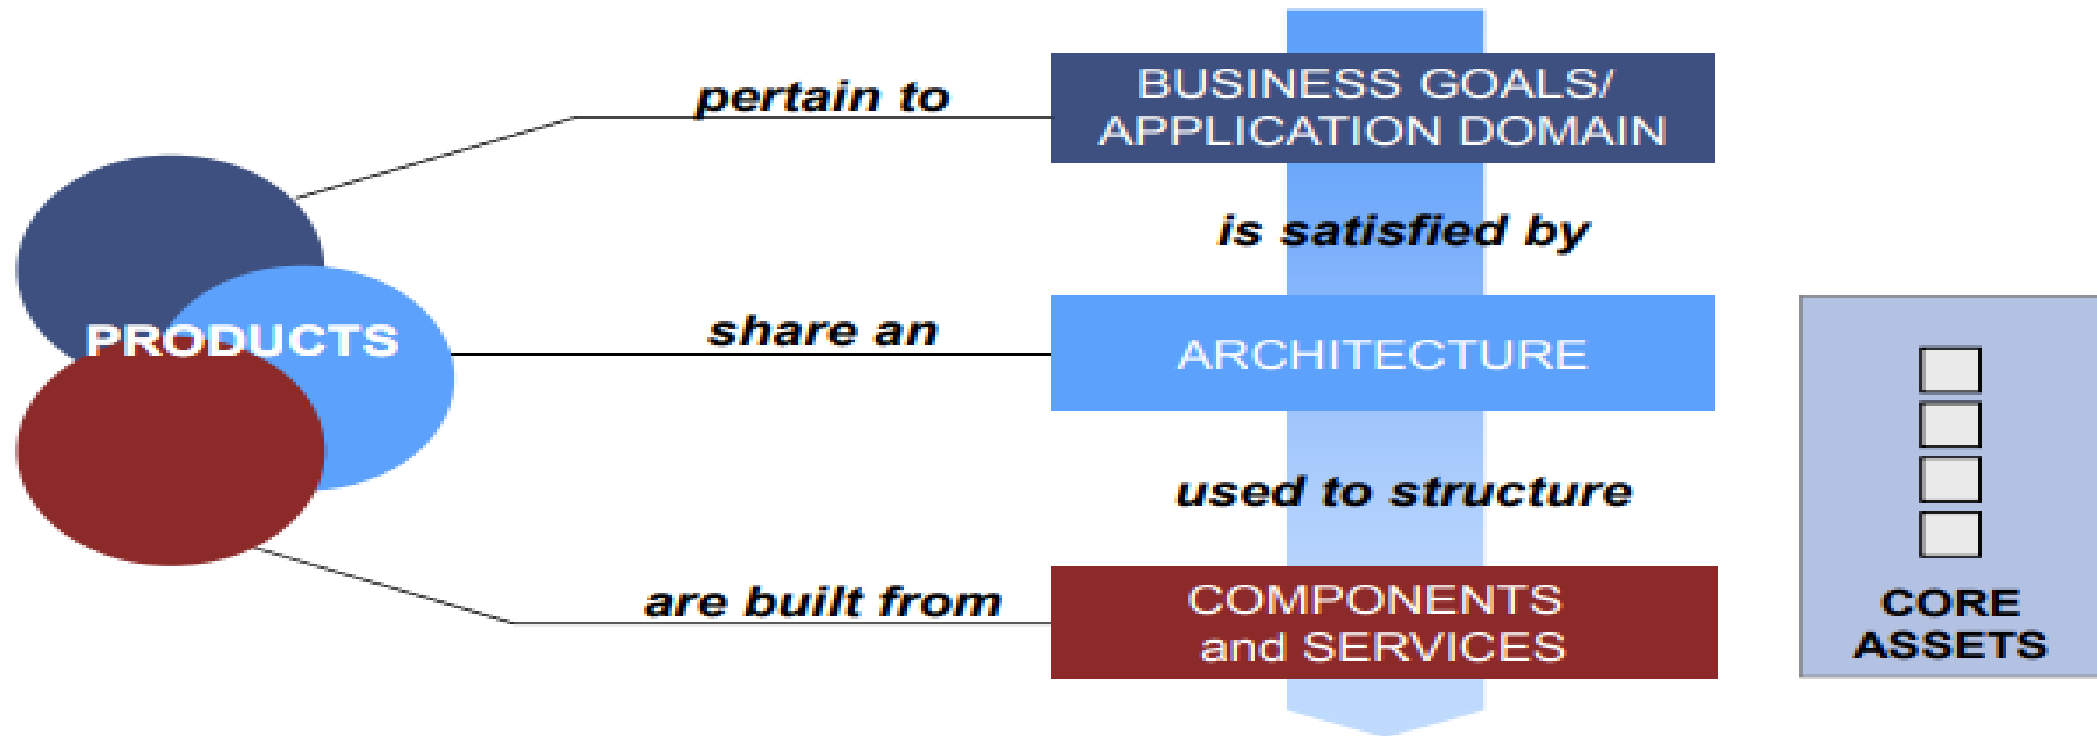 pertain to
BUSINESS GOALS/
APPLICATION DOMAIN
is satisfied by
PRODUCTS
share an
ARCHITECTURE
used to structure
are built from
COMPONENTS
and SERVICES
CORE
ASSETS